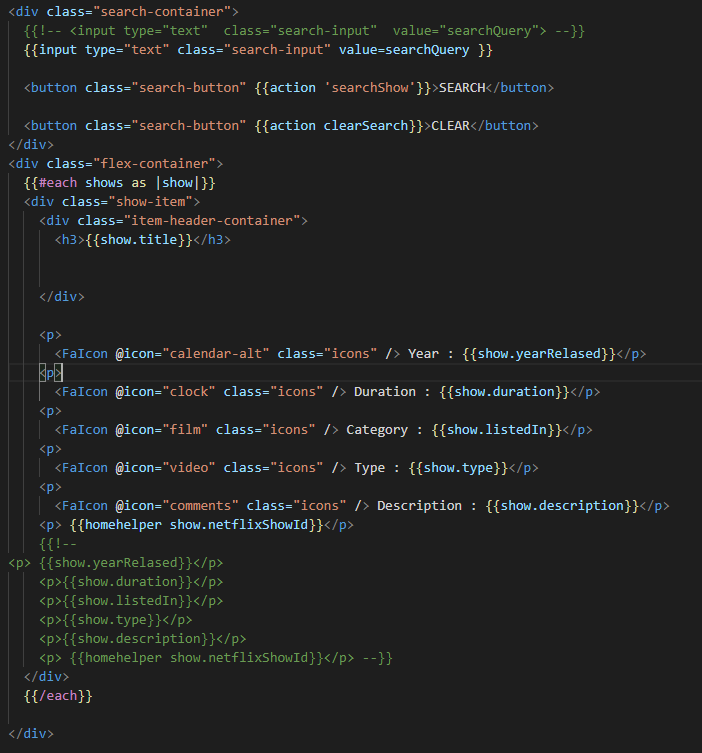 <div class="search-container">
{{!-- <input type="text"  class="search-input"  value="searchQuery"> --}}
{{input type="text" class="search-input" value=searchQuery }}
<button class="search-button" {{action 'searchShow'}}>SEARCH</button>
<button class="search-button" {{action clearSearch}}>CLEAR</button>
</div>
<div class="flex-container">
{{#each shows as |show|}}
<div class="show-item">
<div class="item-header-container">
<h3>{{show.title}}</h3>
</div>
<p>
<FaIcon @icon="calendar-alt" class="icons" /> Year : {{show.yearRelased}}</p>
<p>
<FaIcon @icon="clock" class="icons" /> Duration : {{show.duration}}</p>
<p>
<FaIcon @icon="film" class="icons" /> Category : {{show.listedIn}}</p>
<p>
<FaIcon @icon="video" class="icons" /> Type : {{show.type}}</p>
<p>
<FaIcon @icon="comments" class="icons" /> Description : {{show.description}}</p>
<p> {{homehelper show.netflixShowId}}</p>
{{!--
<p> {{show.yearRelased}}</p>
<p>{{show.duration}}</p>
<p>{{show.listedIn}}</p>
<p>{{show.type}}</p>
<p>{{show.description}}</p>
<p> {{homehelper show.netflixShowId}}</p> --}}
</div>
{{/each}}
</div>